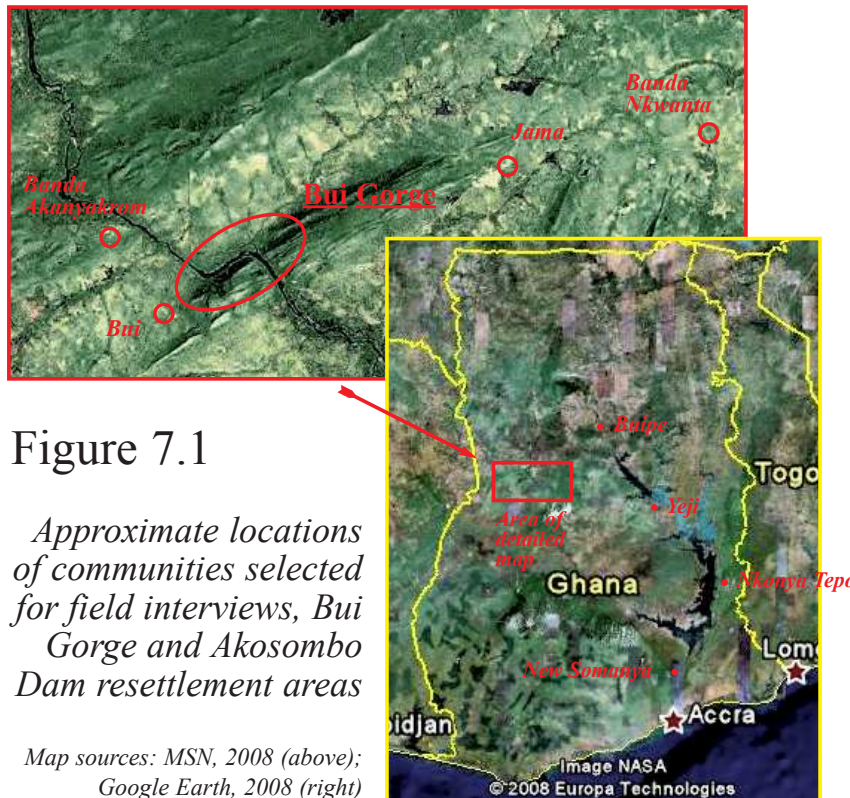 Banda
Nkwanta
Jama
Banda
Akanyakrom
Bui Gorge
Bui
Figure 7.1
Approximate locations
of communities selected
for field interviews, Bui
Gorge and Akosombo
Dam resettlement areas
Map sources: MSN, 2008 (above);
Google Earth, 2008 (right)
Buipe
Togo
Yeji
Area of
detailed
map
Ghana
Nkonya Tepo
New Somanya
Lom
Accra
idjan
Image NASA
© 2008 Europa Technologies